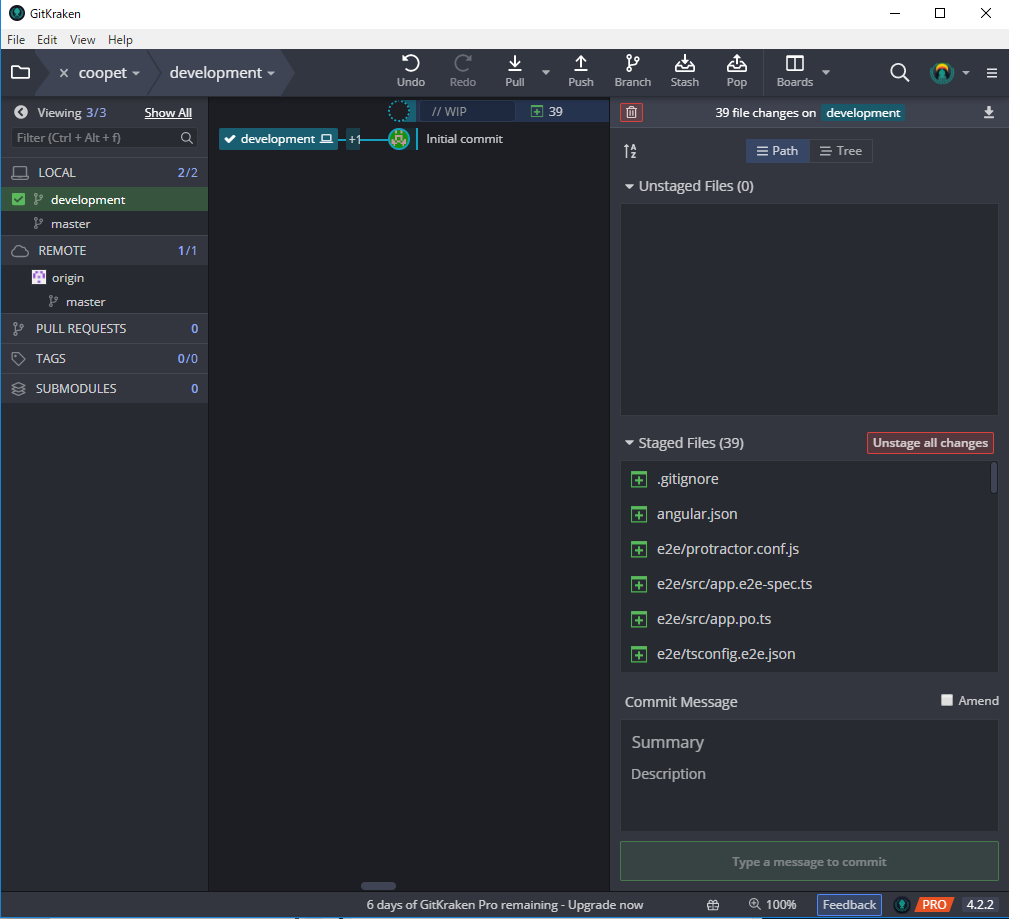 GitKraken
File Edit View Help
coopet
development
Undo
Redo
Pull
Push
Branch
Stash
Pop
Boards
Viewing 3/3
Show All
Filter (Ctrl + Alt + f)
LOCAL 2/2
development
master
REMOTE 1/1
origin
master
PULL REQUESTS 0
TAGS 0/0
SUBMODULES 0
// WIP
39
development
+1
Initial commit
39 file changes on development
Path
Tree
Unstaged Files (0)
Staged Files (39)
Unstage all changes
.gitignore
angular.json
e2e/protractor.conf.js
e2e/src/app.e2e-spec.ts
e2e/src/app.po.ts
e2e/tsconfig.e2e.json
Commit Message
Amend
Summary
Description
Type a message to commit
6 days of GitKraken Pro remaining - Upgrade now
100%
Feedback
PRO
4.2.2